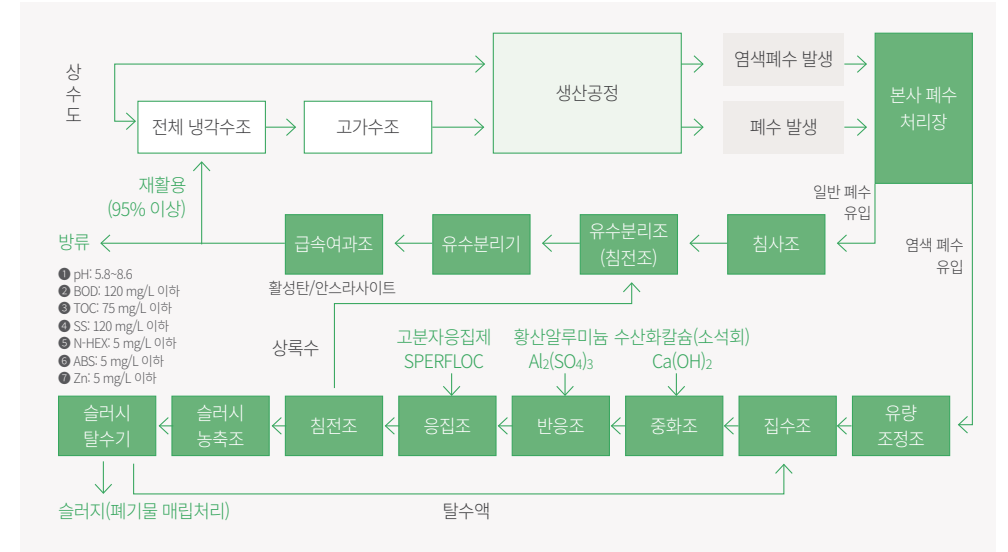 상
수
도
전체 냉각수조
고가수조
생산공정
염색폐수 발생
폐수 발생
본사 폐수
처리장
재활용
(95% 이상)
일반 폐수
유입
염색 폐수
유입
방류
급속여과조
유수분리기
유수분리조
(침전조)
침사조
활성탄/안스라사이트
❶ pH: 5.8~8.6
❷ BOD: 120 mg/L 이하
❸ TOC: 75 mg/L 이하
❹ SS: 120 mg/L 이하
❺ N-HEX: 5 mg/L 이하
❻ ABS: 5 mg/L 이하
❼ Zn: 5 mg/L 이하
상록수
고분자응집제
SPERFLOC
황산알루미늄
Al₂(SO₄)₃
수산화칼슘(소석회)
Ca(OH)₂
슬러시
탈수기
슬러시
농축조
침전조
응집조
반응조
중화조
집수조
유량
조정조
슬러지(폐기물 매립처리)
탈수액